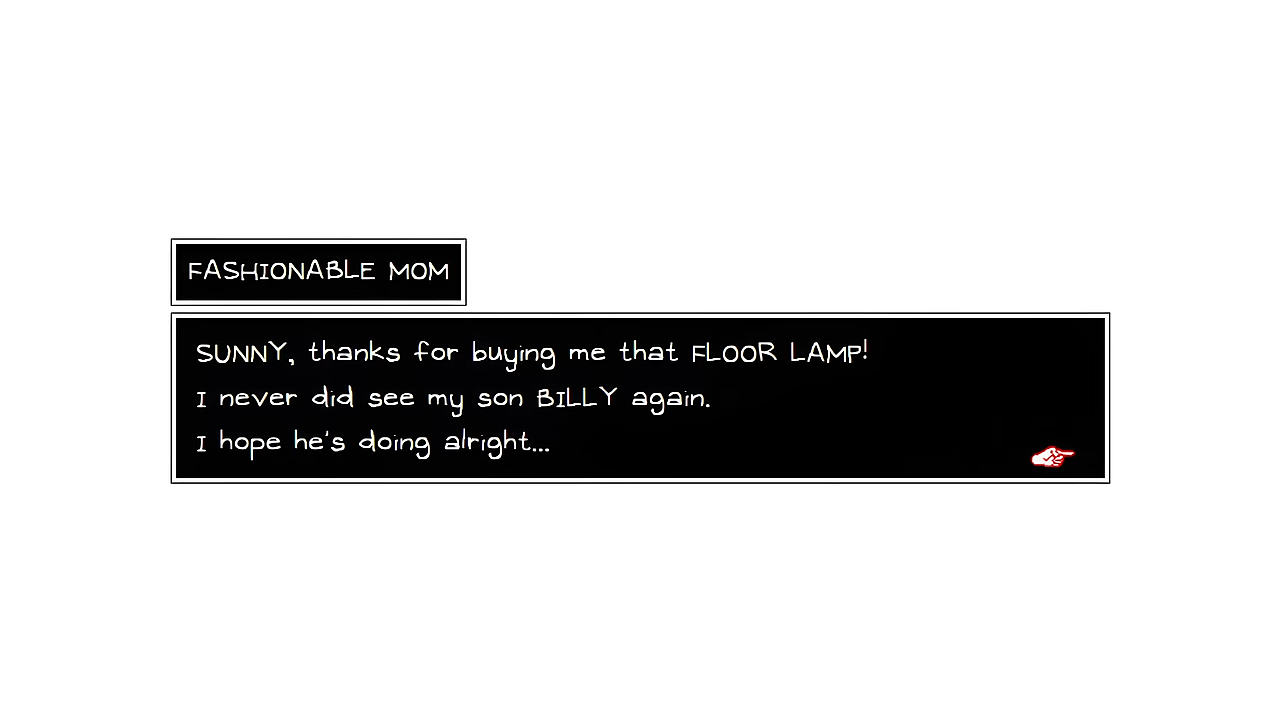 FASHIONABLE MOM
SUNNY, thanks for buying me that FLOOR LAMP!
I never did see my son BILLY again.
I hope he's doing alright...